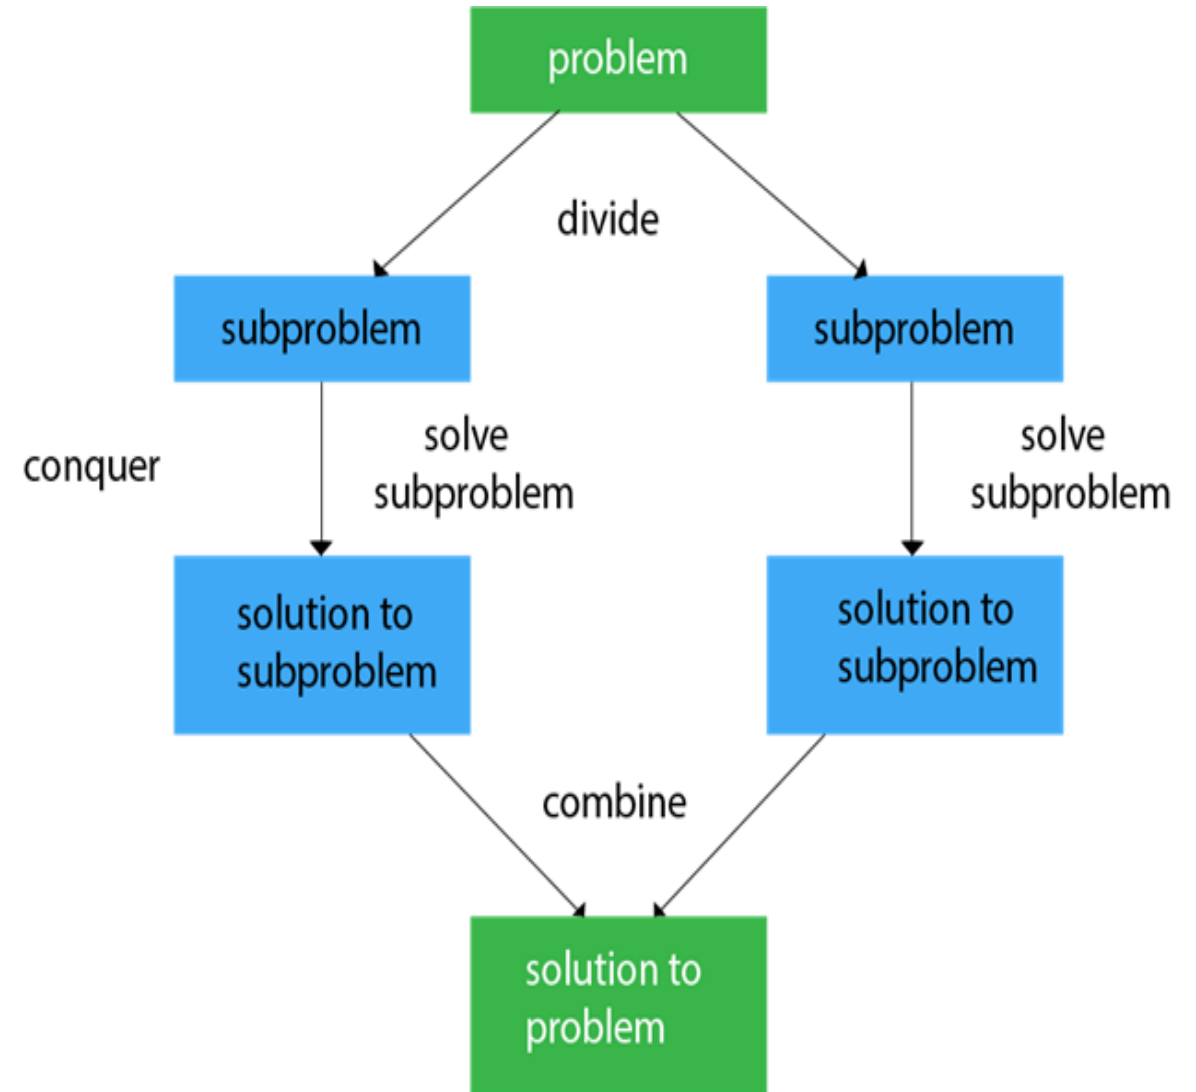 problem
divide
subproblem
subproblem
conquer
solve
subproblem
solve
subproblem
solution to
subproblem
solution to
subproblem
combine
solution to
problem